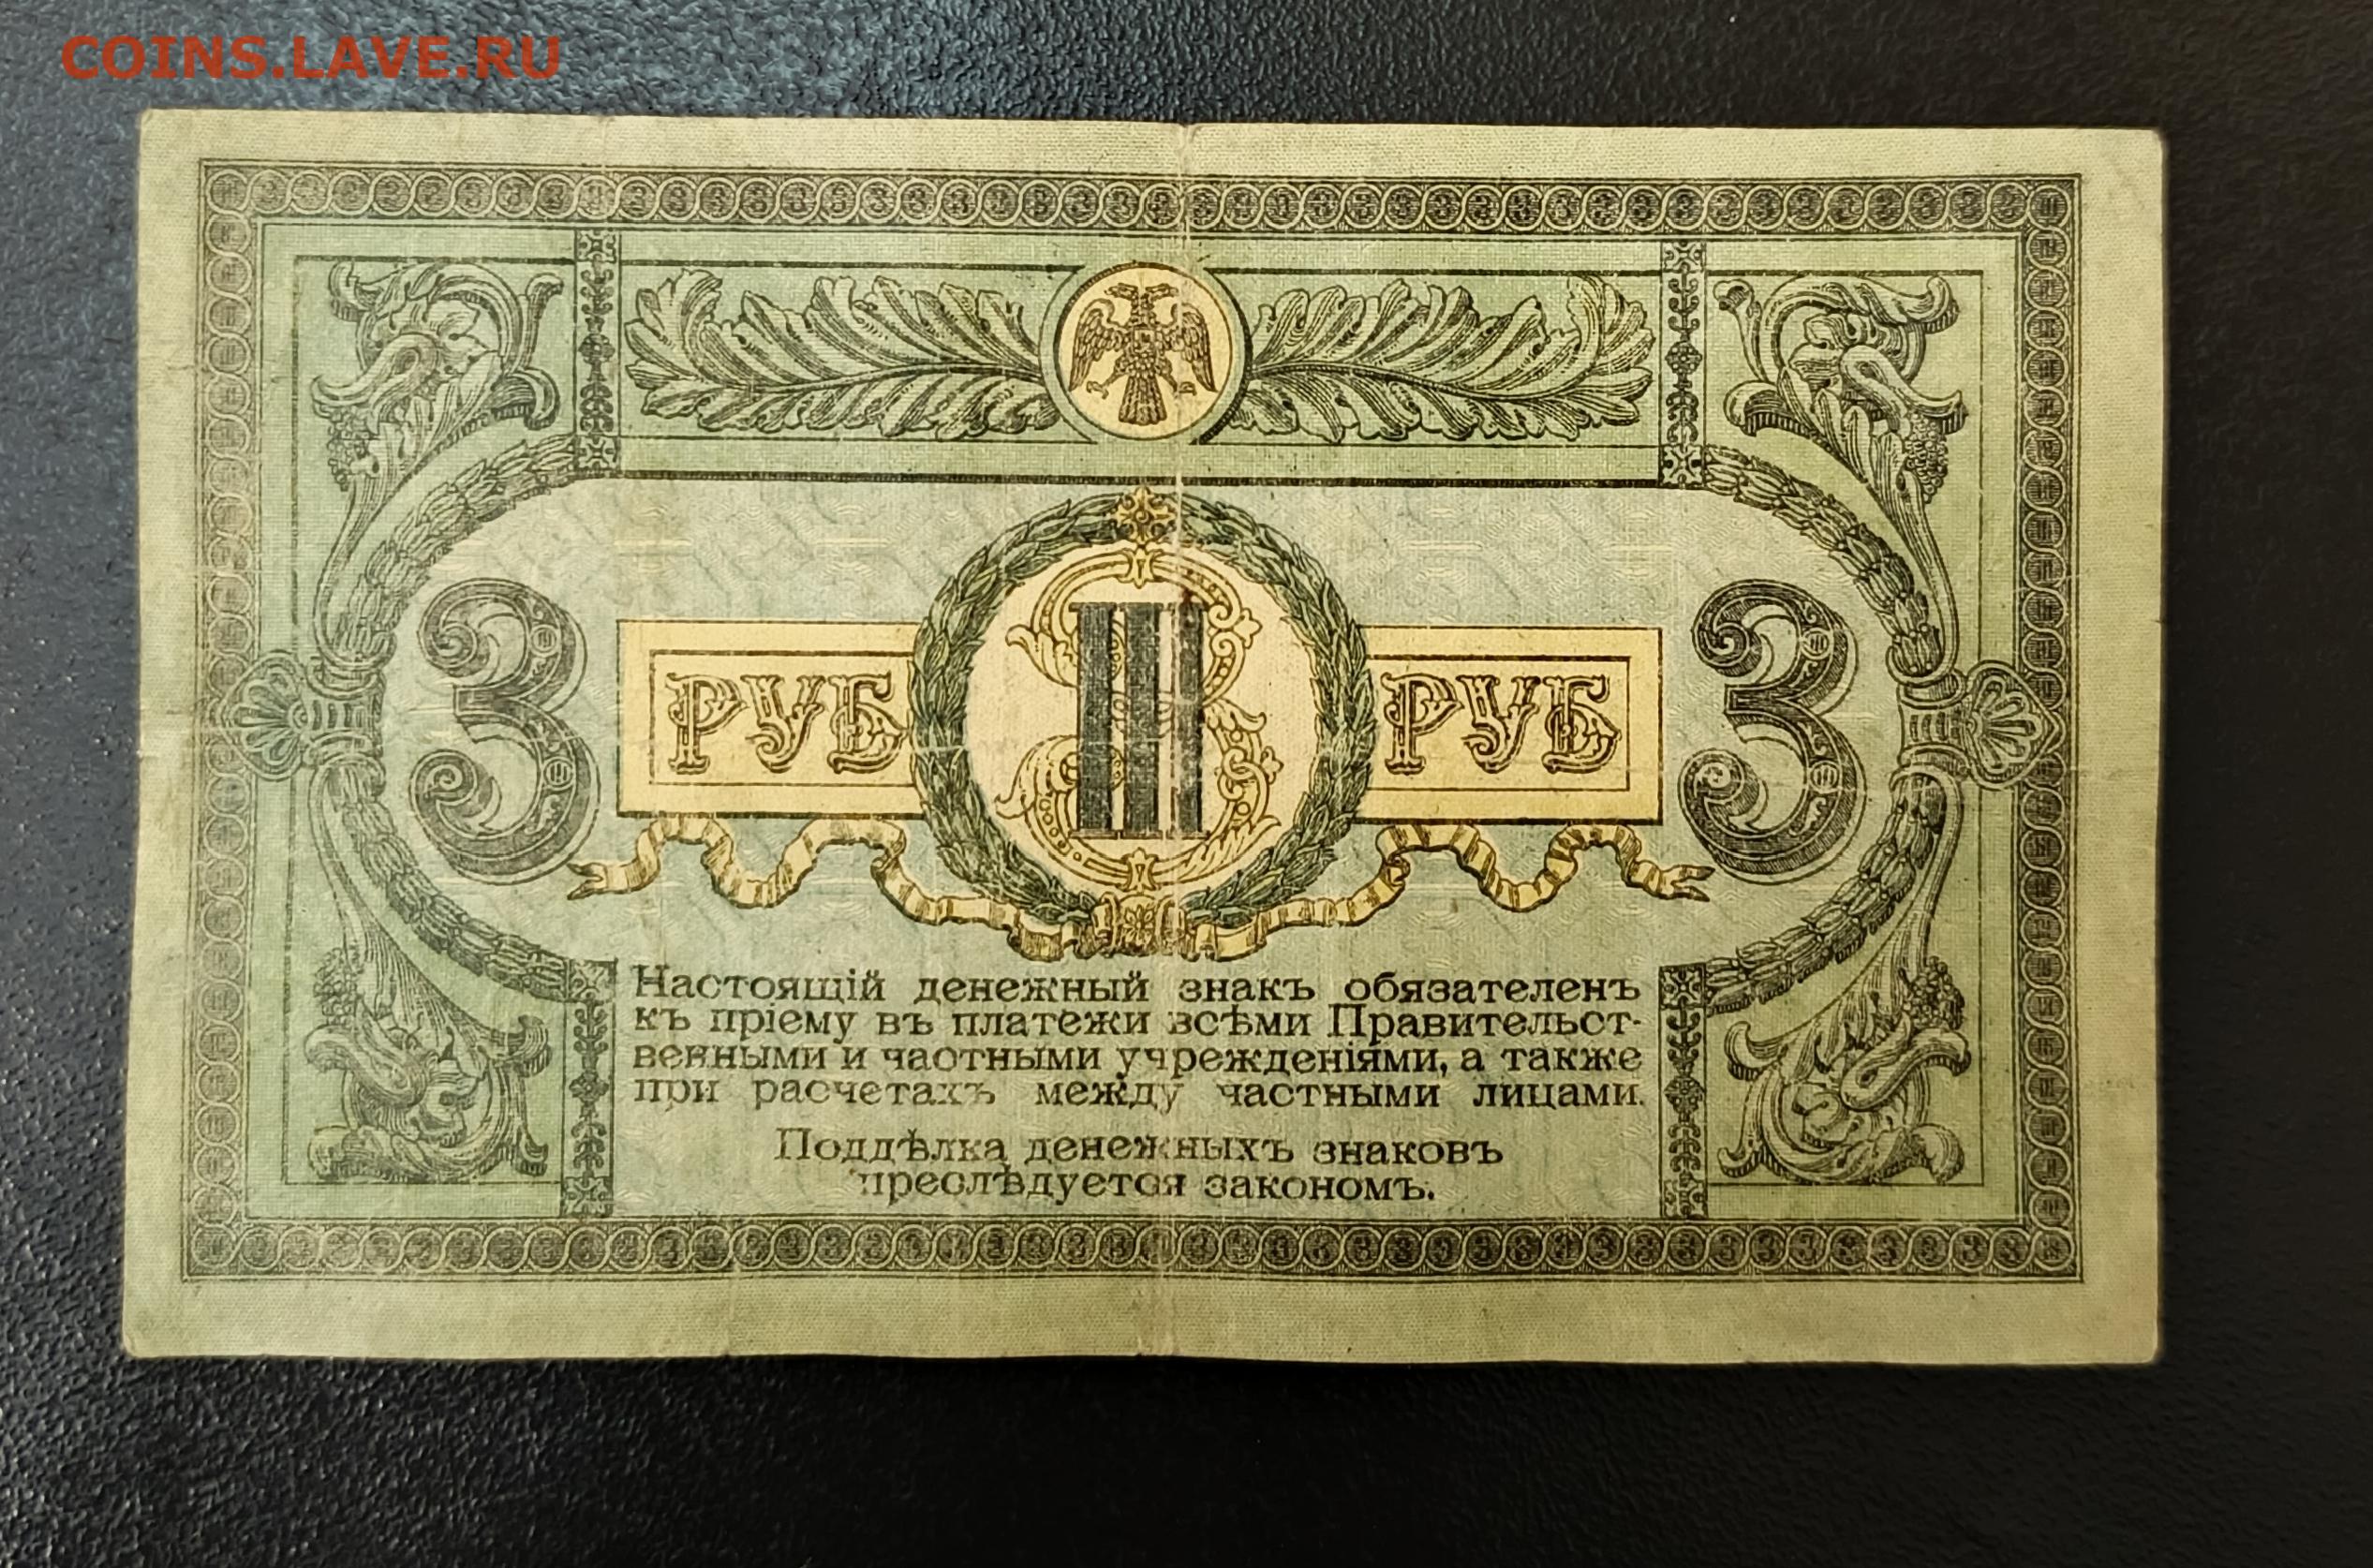 COINS.LAVE.RU
3 РУБ III 3 РУБ 3
Настоящій денежный знакъ обязателенъ
къ пріему въ платежи всѣми Правительст-
венными и частными учрежденіями, а также
при расчетахъ между частными лицами.
Поддѣлка денежныхъ знаковъ
преслѣдуется закономъ.